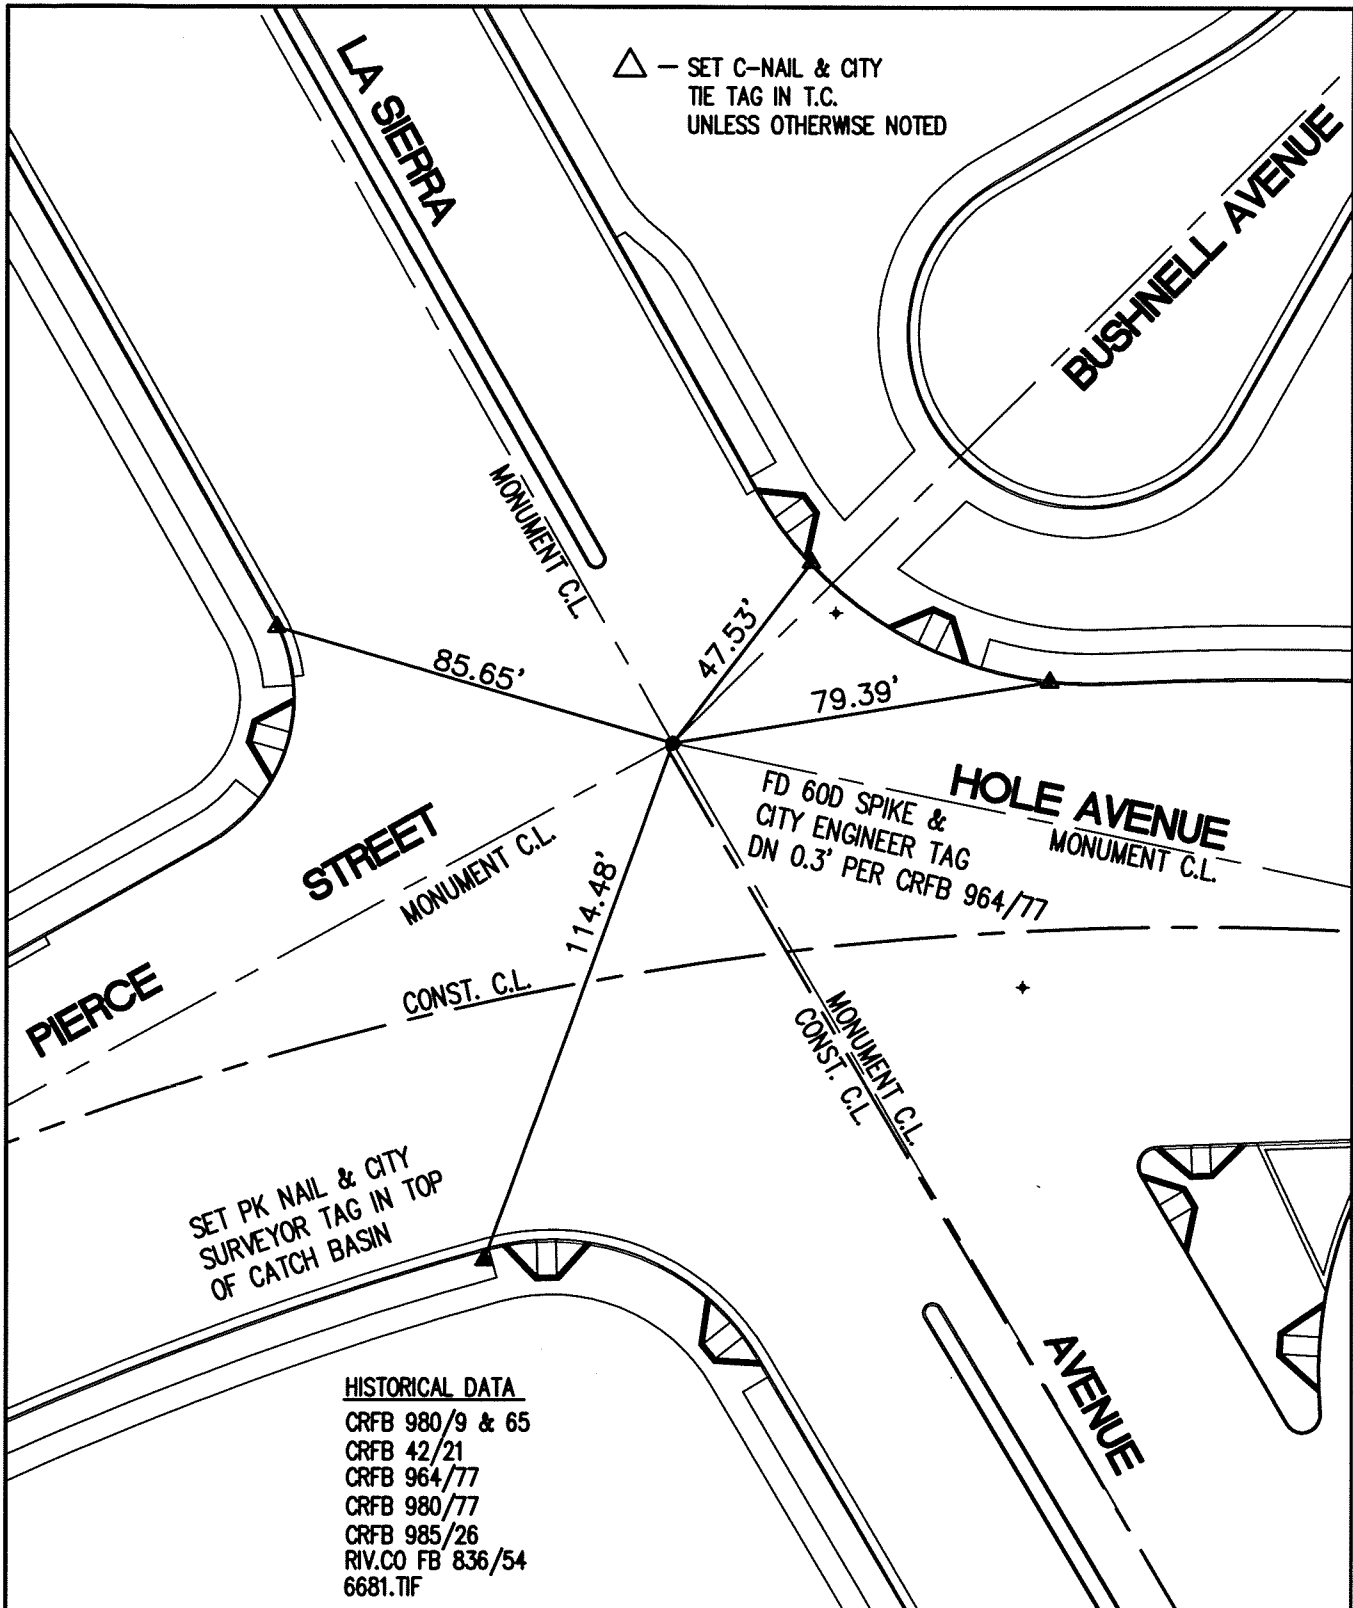 LA SIERRA
△ – SET C-NAIL & CITY
TIE TAG IN T.C.
UNLESS OTHERWISE NOTED
BUSHNELL AVENUE
MONUMENT C.L.
47.53'
85.65'
79.39'
HOLE AVENUE
MONUMENT C.L.
FD 60D SPIKE &
CITY ENGINEER TAG
DN 0.3' PER CRFB 964/77
PIERCE STREET
MONUMENT C.L.
114.48'
CONST. C.L.
MONUMENT C.L.
CONST. C.L.
SET PK NAIL & CITY
SURVEYOR TAG IN TOP
OF CATCH BASIN
AVENUE
HISTORICAL DATA
CRFB 980/9 & 65
CRFB 42/21
CRFB 964/77
CRFB 980/77
CRFB 985/26
RIV.CO FB 836/54
6681.TIF